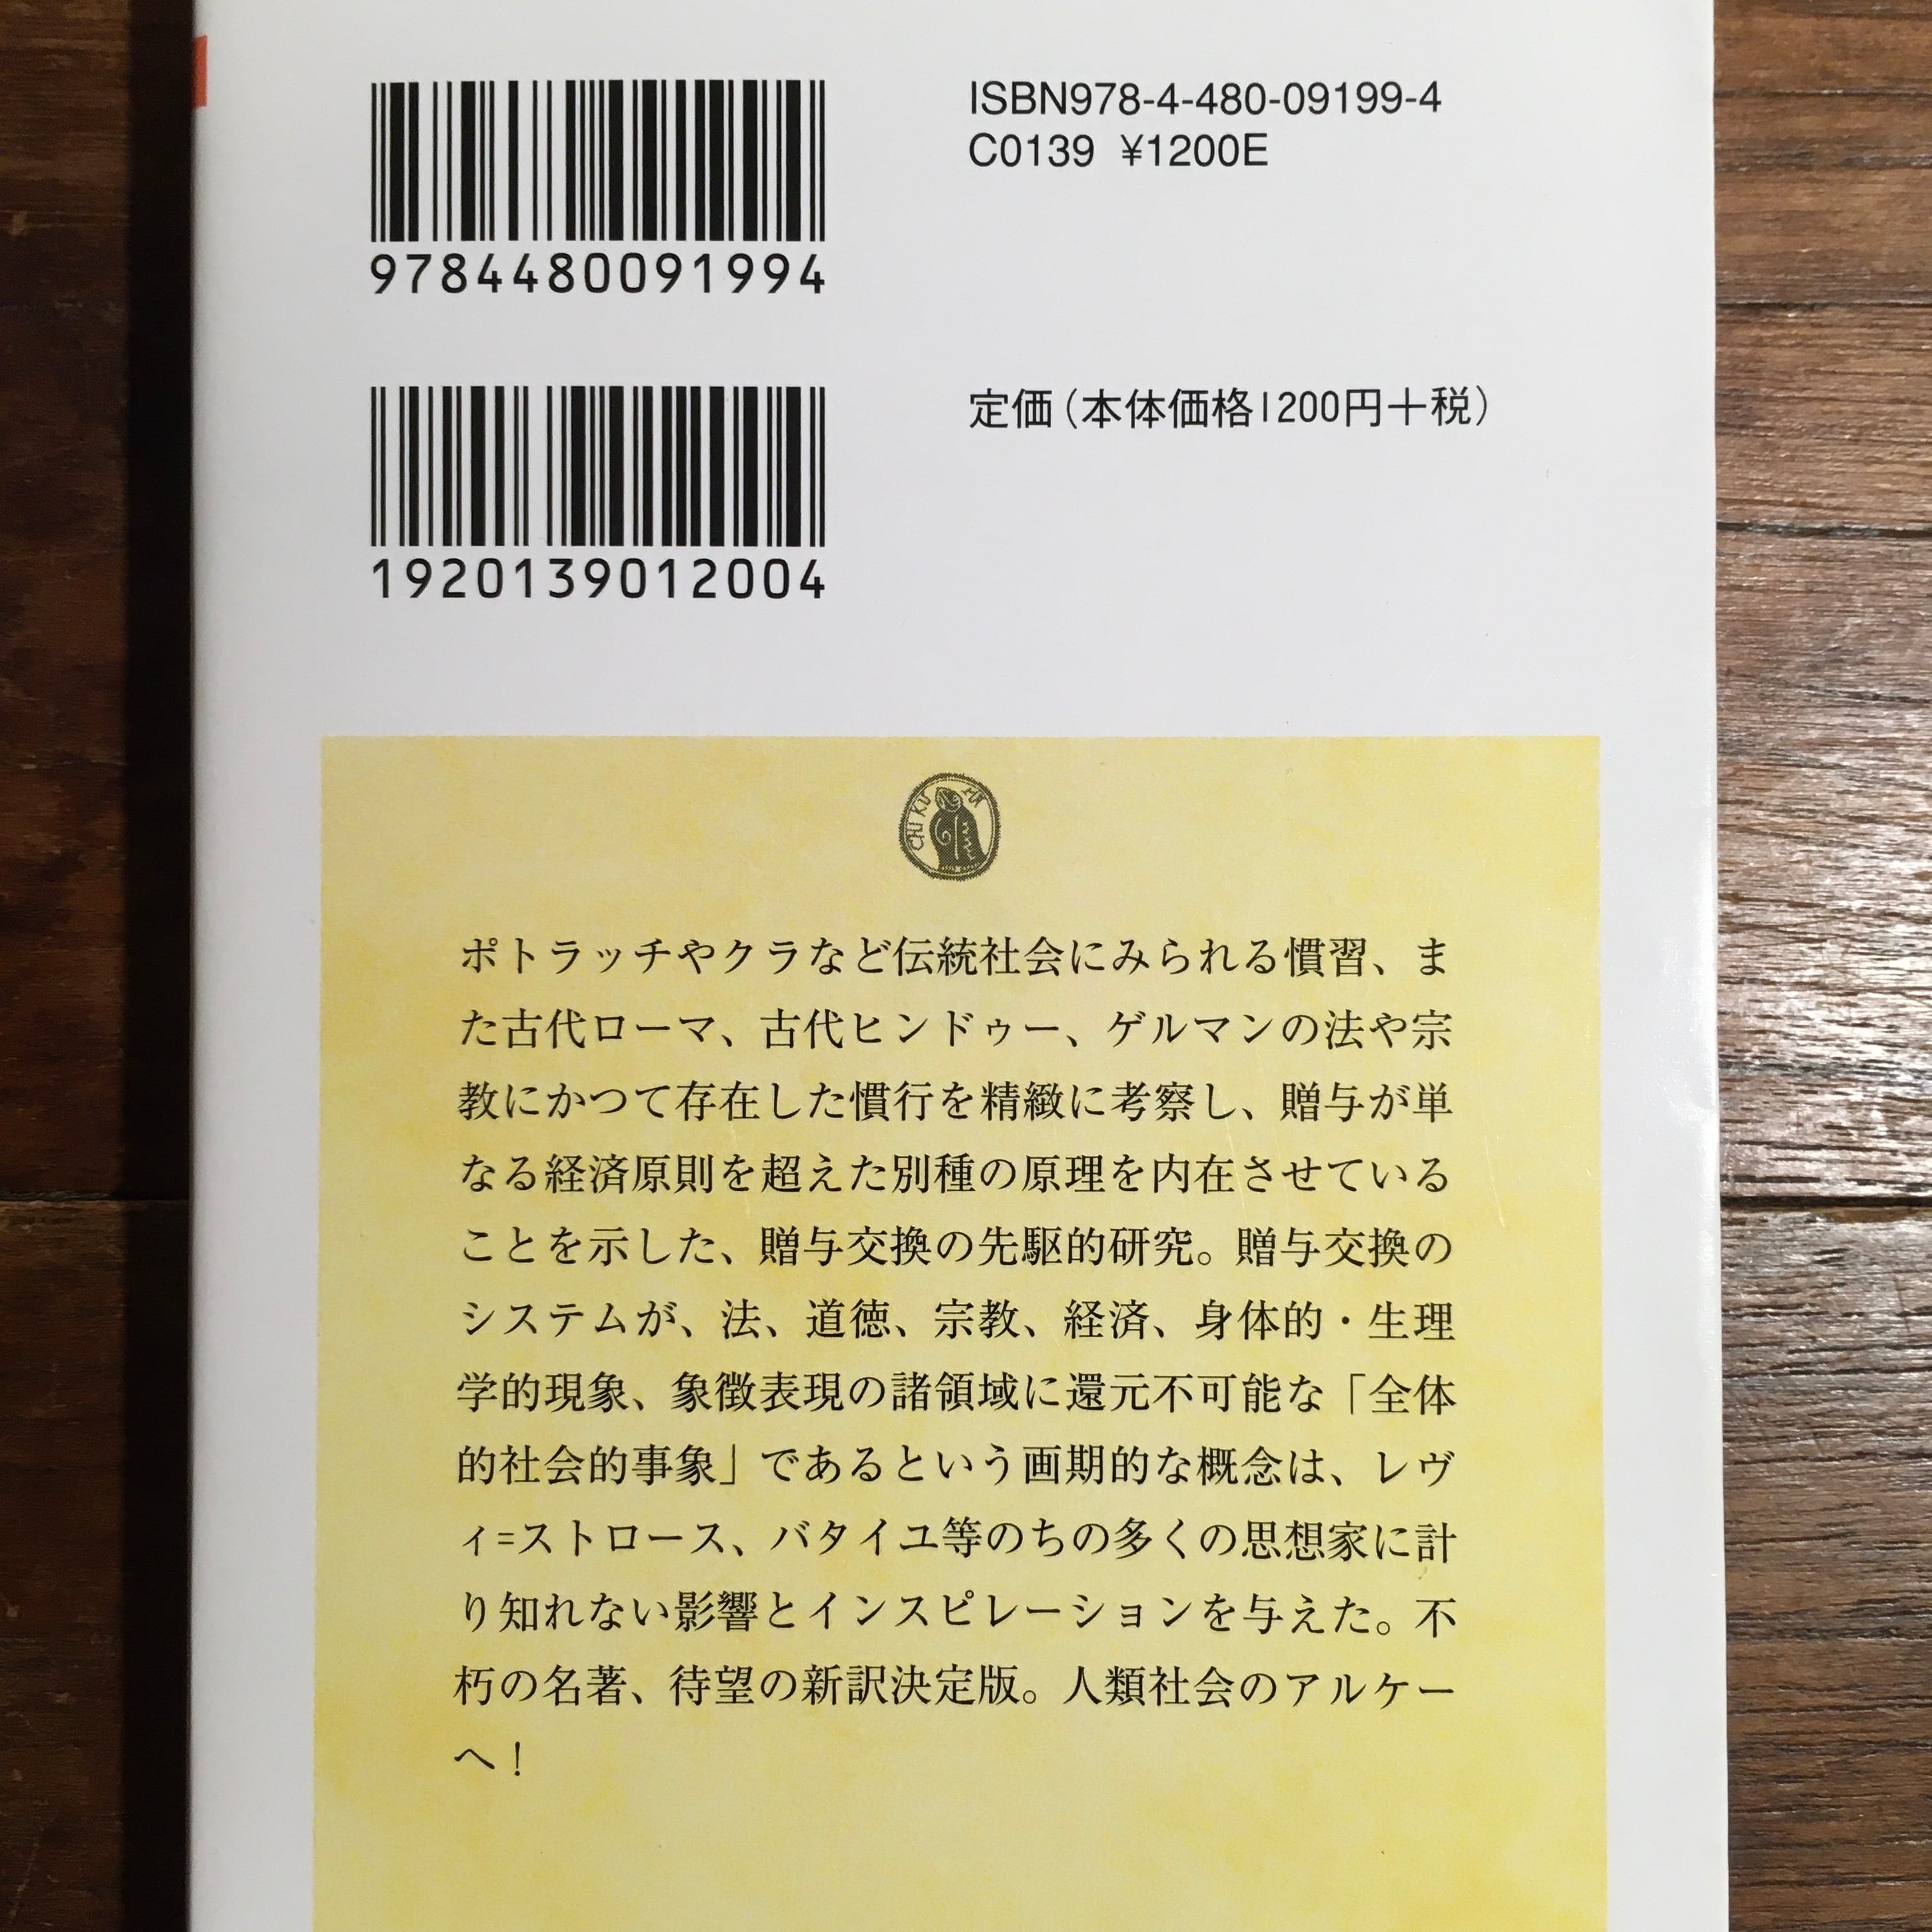 ISBN978-4-480-09199-4
C0139 ¥1200E
9784480091994
定価(本体価格1200円+税)
1920139012004
CHIKUMA
ポトラッチやクラなど伝統社会にみられる慣習、ま
た古代ローマ、古代ヒンドゥー、ゲルマンの法や宗
教にかつて存在した慣行を精緻に考察し、贈与が単
なる経済原則を超えた別種の原理を内在させている
ことを示した、贈与交換の先駆的研究。贈与交換の
システムが、法、道徳、宗教、経済、身体的・生理
学的現象、象徴表現の諸領域に還元不可能な「全体
的社会的事象」であるという画期的な概念は、レヴ
ィ=ストロース、バタイユ等のちの多くの思想家に計
り知れない影響とインスピレーションを与えた。不
朽の名著、待望の新訳決定版。人類社会のアルケー
へ！